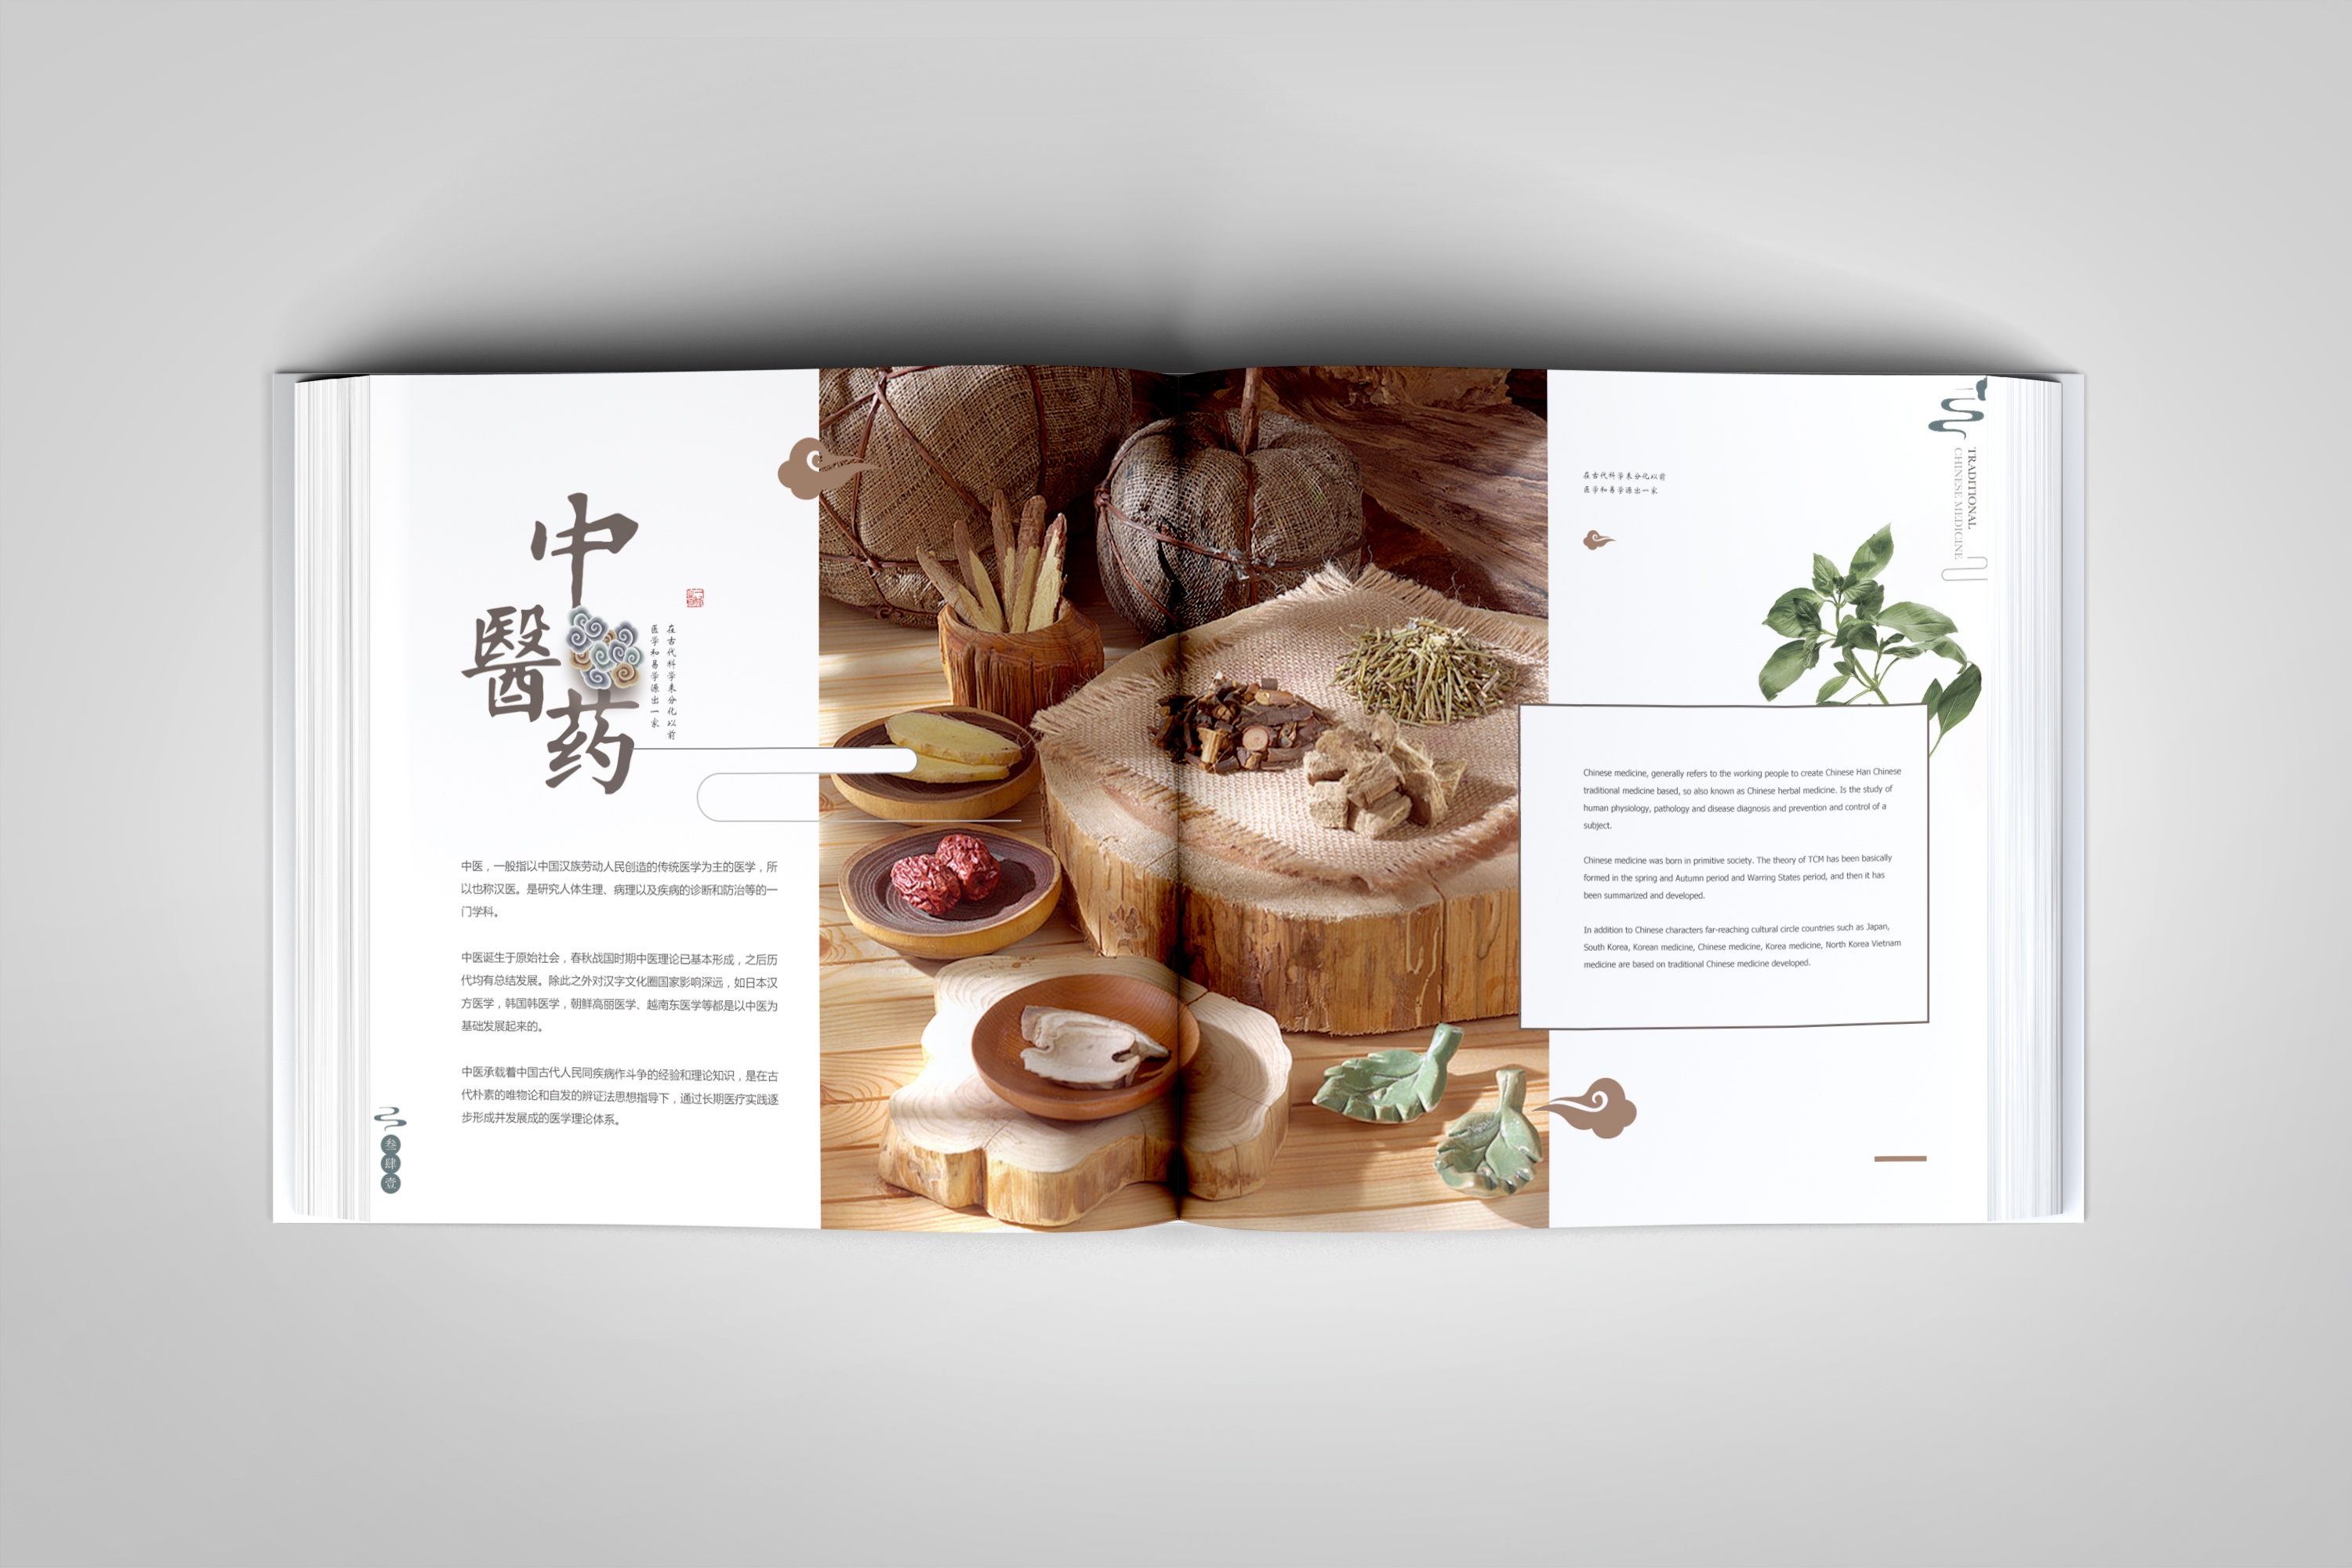 中
醫
药
在古代科学未分化以前
医学和易学源出一家
中医，一般指以中国汉族劳动人民创造的传统医学为主的医学，所
以也称汉医。是研究人体生理、病理以及疾病的诊断和防治等的一
门学科。
中医诞生于原始社会，春秋战国时期中医理论已基本形成，之后历
代均有总结发展。除此之外对汉字文化圈国家影响深远，如日本汉
方医学，韩国韩医学，朝鲜高丽医学、越南东医学等都是以中医为
基础发展起来的。
中医承载着中国古代人民同疾病作斗争的经验和理论知识，是在古
代朴素的唯物论和自发的辨证法思想指导下，通过长期医疗实践逐
步形成并发展成的医学理论体系。
叁
肆
壹
在古代科学未分化以前
医学和易学源出一家
TRADITIONAL
CHINESE MEDICINE
Chinese medicine, generally refers to the working people to create Chinese Han Chinese
traditional medicine based, so also known as Chinese herbal medicine. Is the study of
human physiology, pathology and disease diagnosis and prevention and control of a
subject.
Chinese medicine was born in primitive society. The theory of TCM has been basically
formed in the spring and Autumn period and Warring States period, and then it has
been summarized and developed.
In addition to Chinese characters far-reaching cultural circle countries such as Japan,
South Korea, Korean medicine, Chinese medicine, Korea medicine, North Korea Vietnam
medicine are based on traditional Chinese medicine developed.